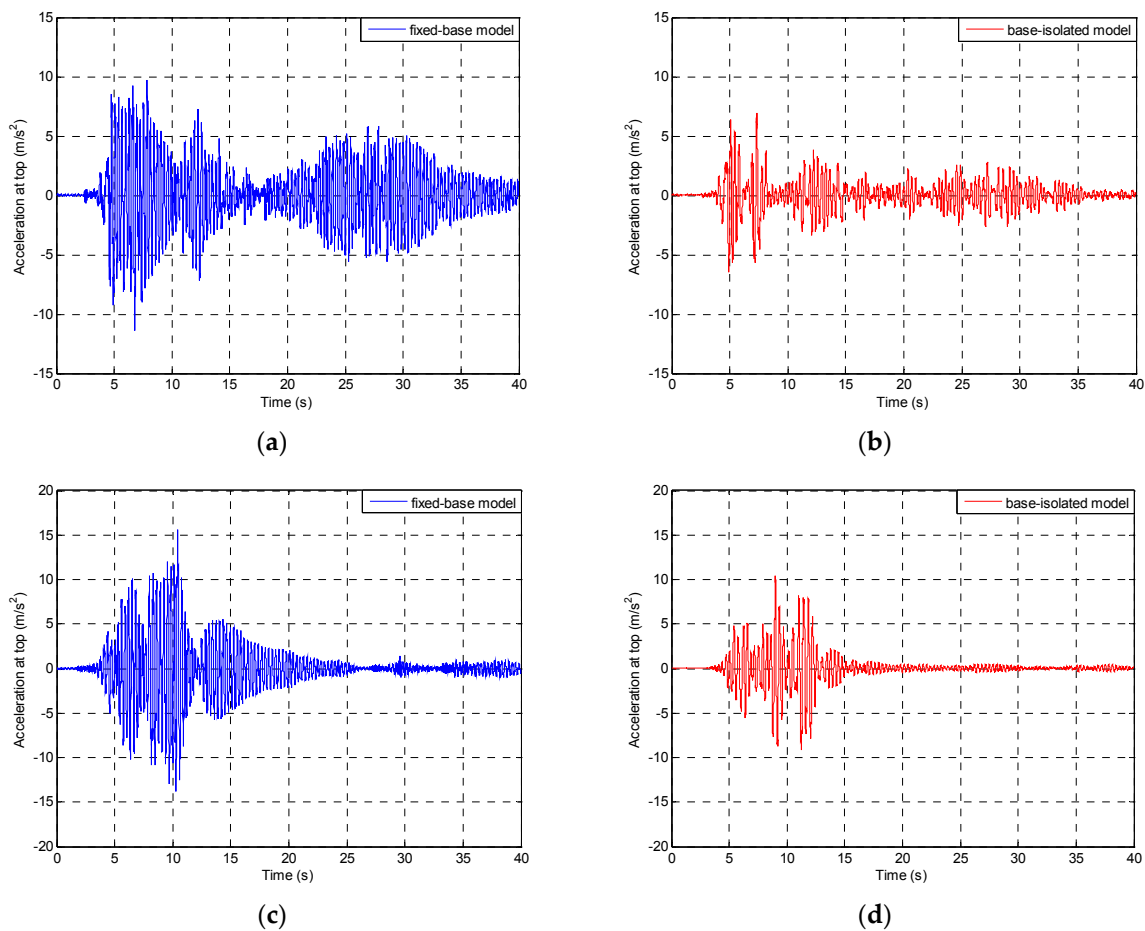 15
10
5
0
-5
-10
-15
0 5 10 15 20 25 30 35 40
Acceleration at top (m/s²)
Time (s)
fixed-base model
(a)
15
10
5
0
-5
-10
-15
0 5 10 15 20 25 30 35 40
Acceleration at top (m/s²)
Time (s)
base-isolated model
(b)
20
15
10
5
0
-5
-10
-15
-20
0 5 10 15 20 25 30 35 40
Acceleration at top (m/s²)
Time (s)
fixed-base model
(c)
20
15
10
5
0
-5
-10
-15
-20
0 5 10 15 20 25 30 35 40
Acceleration at top (m/s²)
Time (s)
base-isolated model
(d)